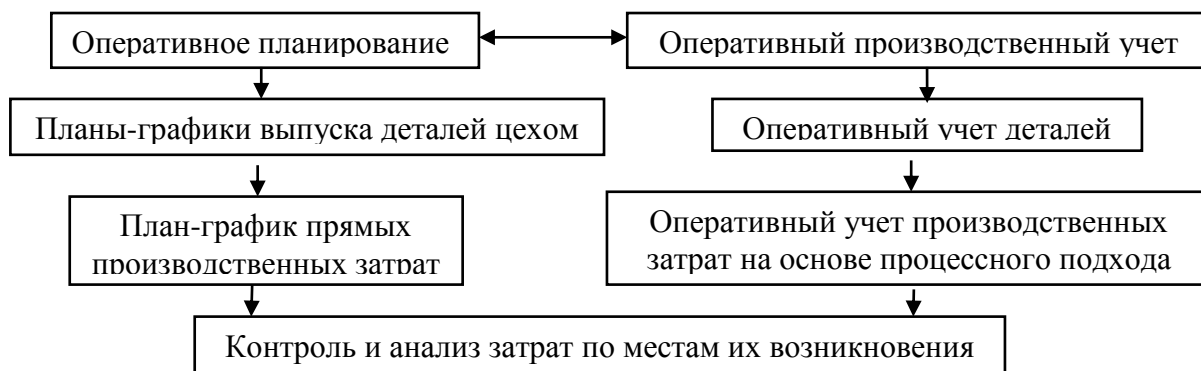 Оперативное планирование
Оперативный производственный учет
Планы-графики выпуска деталей цехом
Оперативный учет деталей
План-график прямых
производственных затрат
Оперативный учет производственных
затрат на основе процессного подхода
Контроль и анализ затрат по местам их возникновения